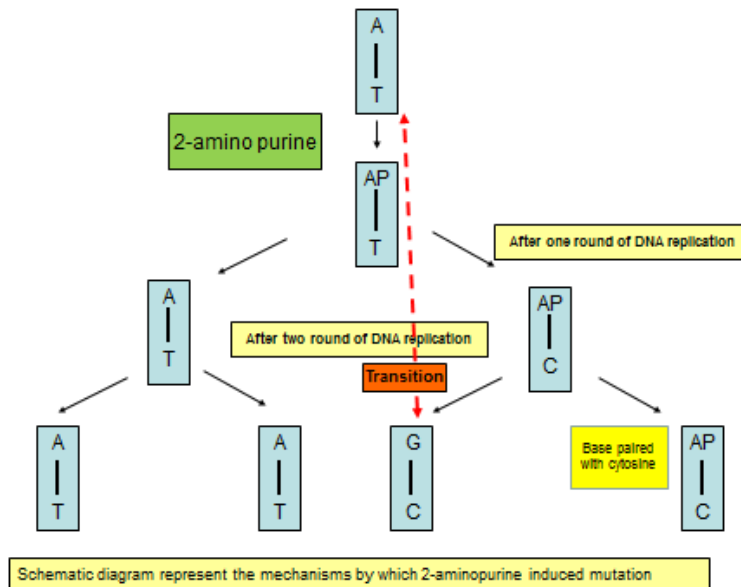 A
T
2-amino purine
AP
T
After one round of DNA replication
A
T
AP
C
After two round of DNA replication
Transition
A
T
A
T
G
C
Base paired
with cytosine
AP
C
Schematic diagram represent the mechanisms by which 2-aminopurine induced mutation